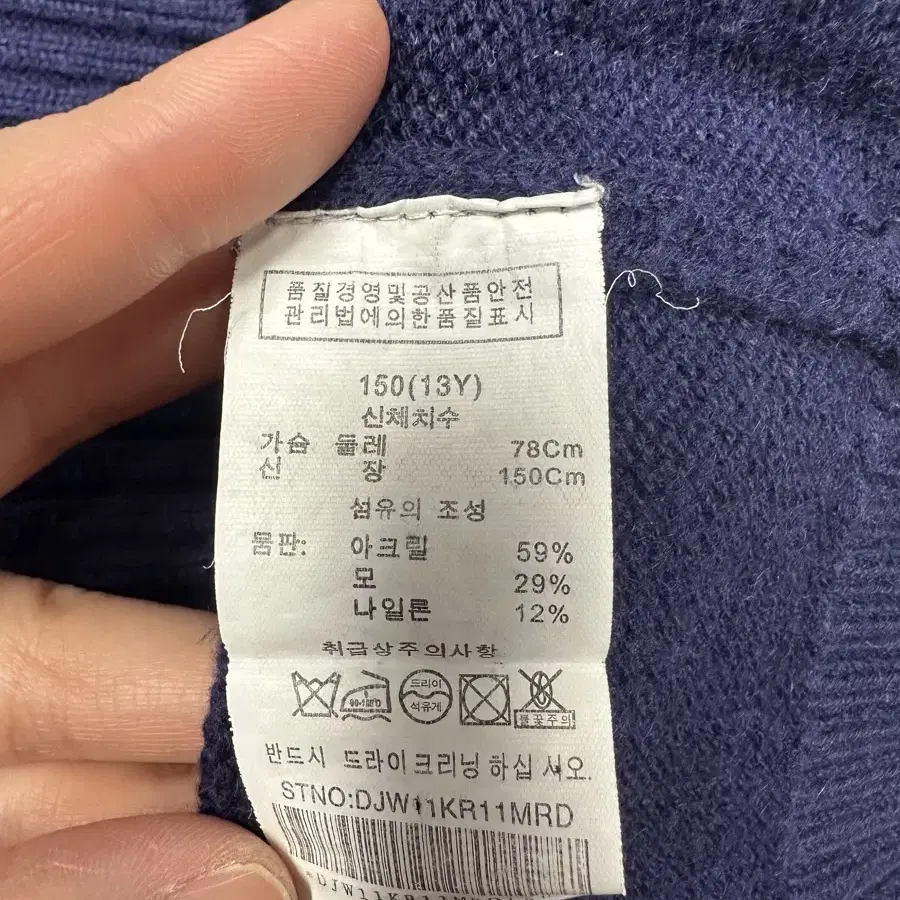 품질경영및공산품안전
관리법에의한품질표시
150(13Y)
신체치수
가슴 둘레 78Cm
신 장 150Cm
섬유의 조성
몸판: 아크릴 59%
모 29%
나일론 12%
취급상주의사항
드라이
석유계
불꽃주의
반드시 드라이크리닝 하십시오.
STNO:DJW11KR11MRD